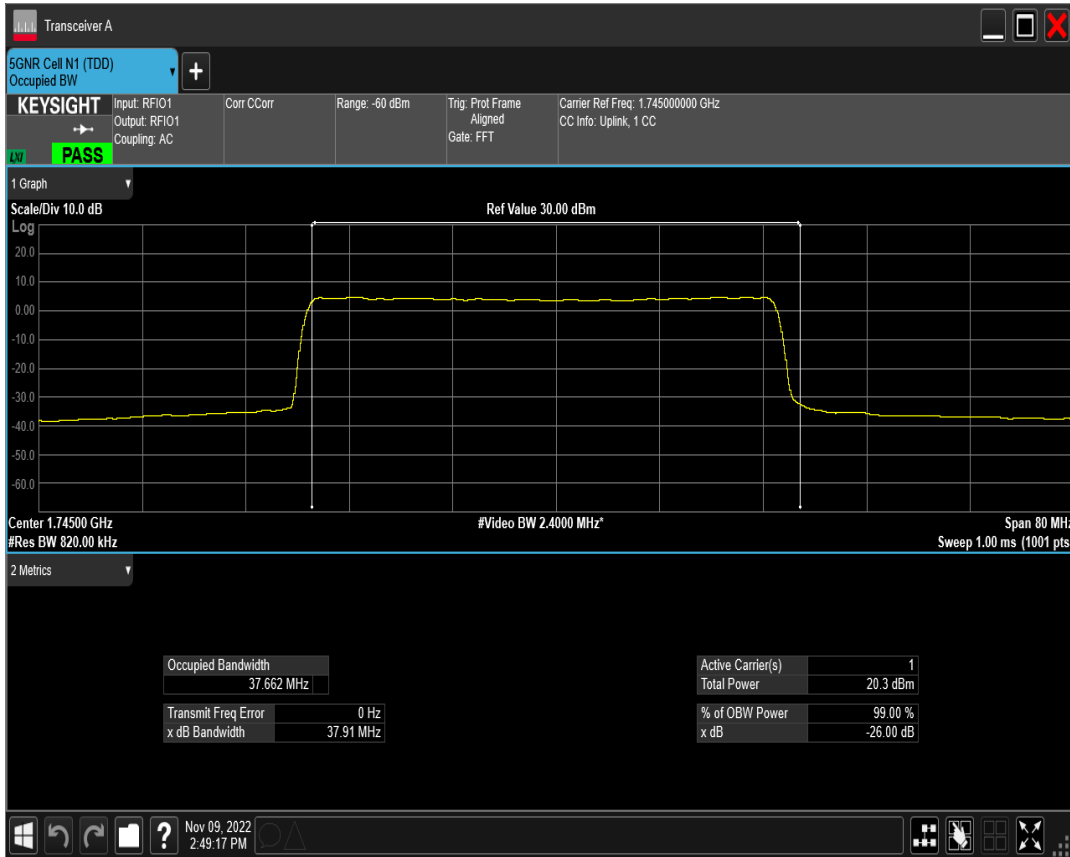 Transceiver A
5GNR Cell N1 (TDD)
Occupied BW
+
KEYSIGHT
LXI
PASS
Input: RFIO1
Output: RFIO1
Coupling: AC
Corr CCorr
Range: -60 dBm
Trig: Prot Frame
Aligned
Gate: FFT
Carrier Ref Freq: 1.745000000 GHz
CC Info: Uplink, 1 CC
1 Graph
Scale/Div 10.0 dB
Ref Value 30.00 dBm
Log
20.0
10.0
0.00
-10.0
-20.0
-30.0
-40.0
-50.0
-60.0
Center 1.74500 GHz
#Video BW 2.4000 MHz*
Span 80 MHz
#Res BW 820.00 kHz
Sweep 1.00 ms (1001 pts
2 Metrics
Occupied Bandwidth
37.662 MHz
Transmit Freq Error 0 Hz
x dB Bandwidth 37.91 MHz
Active Carrier(s) 1
Total Power 20.3 dBm
% of OBW Power 99.00 %
x dB -26.00 dB
?
Nov 09, 2022
2:49:17 PM